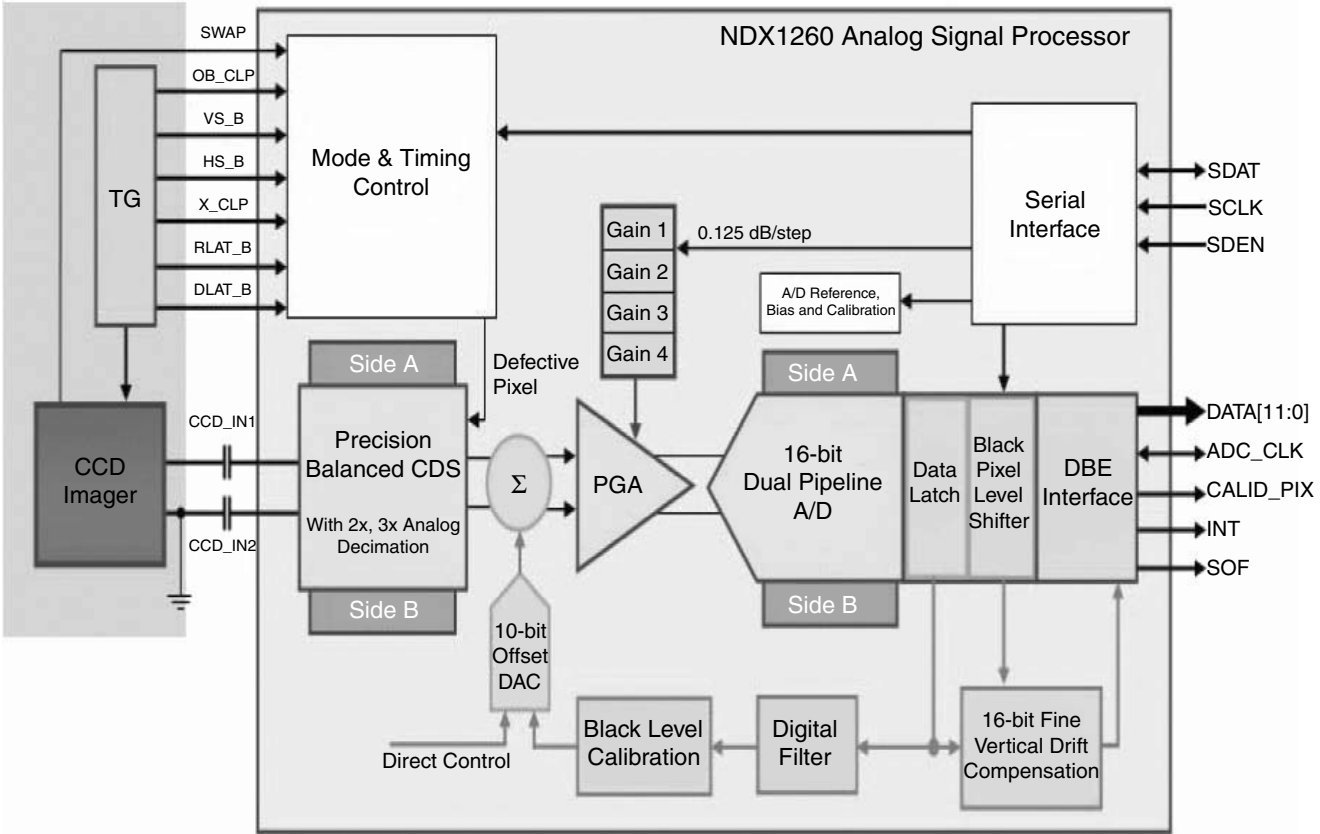 NDX1260 Analog Signal Processor
SWAP
OB_CLP
VS_B
HS_B
X_CLP
RLAT_B
DLAT_B
TG
Mode & Timing
Control
Serial
Interface
SDAT
SCLK
SDEN
Gain 1
Gain 2
Gain 3
Gain 4
0.125 dB/step
A/D Reference,
Bias and Calibration
Side A
Defective
Pixel
Side A
CCD
Imager
CCD_IN1
CCD_IN2
Precision
Balanced CDS
With 2x, 3x Analog
Decimation
Σ
PGA
16-bit
Dual Pipeline
A/D
Data
Latch
Black
Pixel
Level
Shifter
DBE
Interface
DATA[11:0]
ADC_CLK
CALID_PIX
INT
SOF
Side B
Side B
10-bit
Offset
DAC
Direct Control
Black Level
Calibration
Digital
Filter
16-bit Fine
Vertical Drift
Compensation